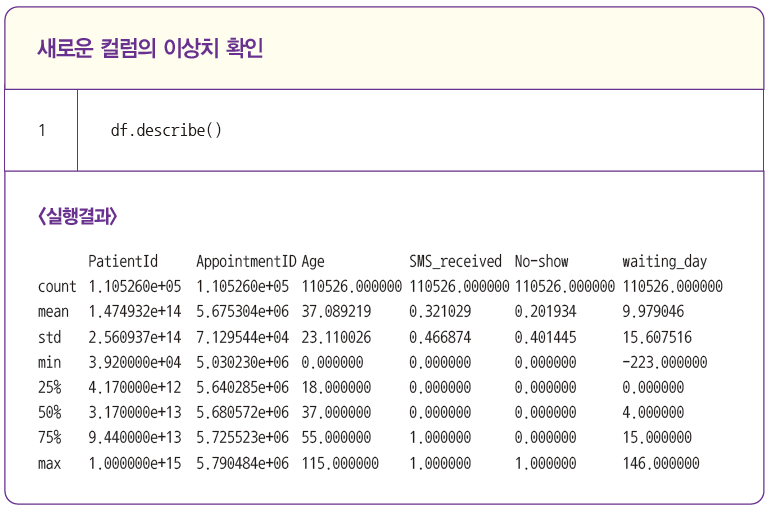 새로운 컬럼의 이상치 확인
1 df.describe()
〈실행결과〉
PatientId AppointmentID Age SMS_received No-show waiting_day
count 1.105260e+05 1.105260e+05 110526.000000 110526.000000 110526.000000 110526.000000
mean 1.474932e+14 5.675304e+06 37.089219 0.321029 0.201934 9.979046
std 2.560937e+14 7.129544e+04 23.110026 0.466874 0.401445 15.607516
min 3.920000e+04 5.030230e+06 0.000000 0.000000 0.000000 -223.000000
25% 4.170000e+12 5.640285e+06 18.000000 0.000000 0.000000 0.000000
50% 3.170000e+13 5.680572e+06 37.000000 0.000000 0.000000 4.000000
75% 9.440000e+13 5.725523e+06 55.000000 1.000000 0.000000 15.000000
max 1.000000e+15 5.790484e+06 115.000000 1.000000 1.000000 146.000000